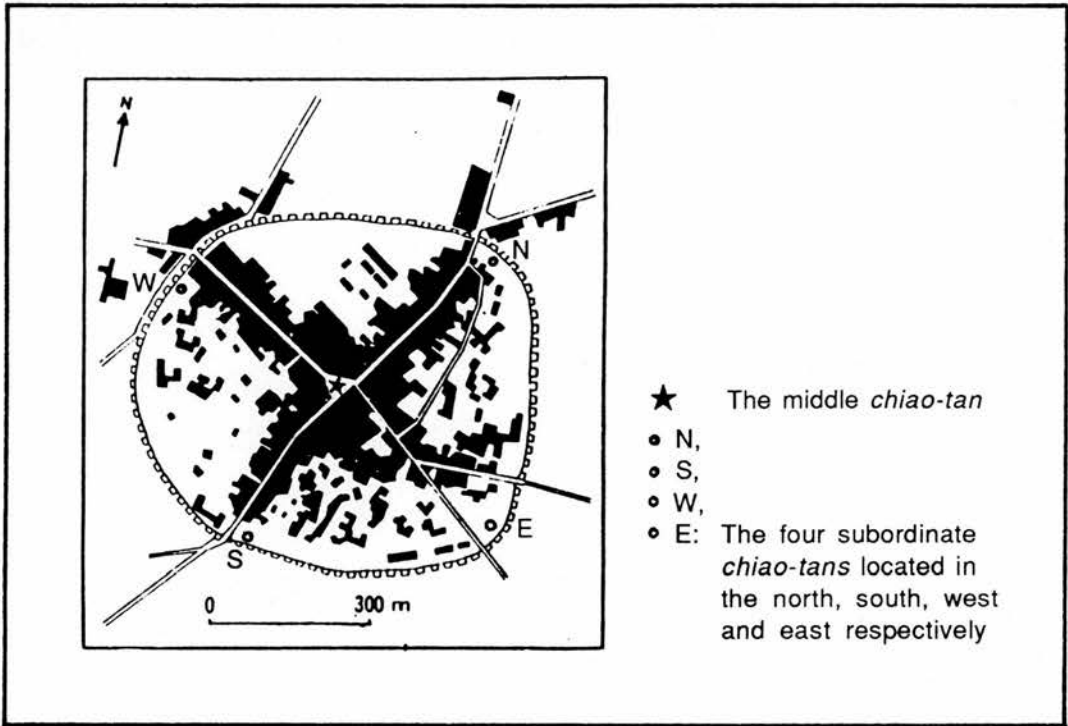 N
N
W
S
E
0 300 m
★ The middle chiao-tan
N,
S,
W,
E: The four subordinate
chiao-tans located in
the north, south, west
and east respectively